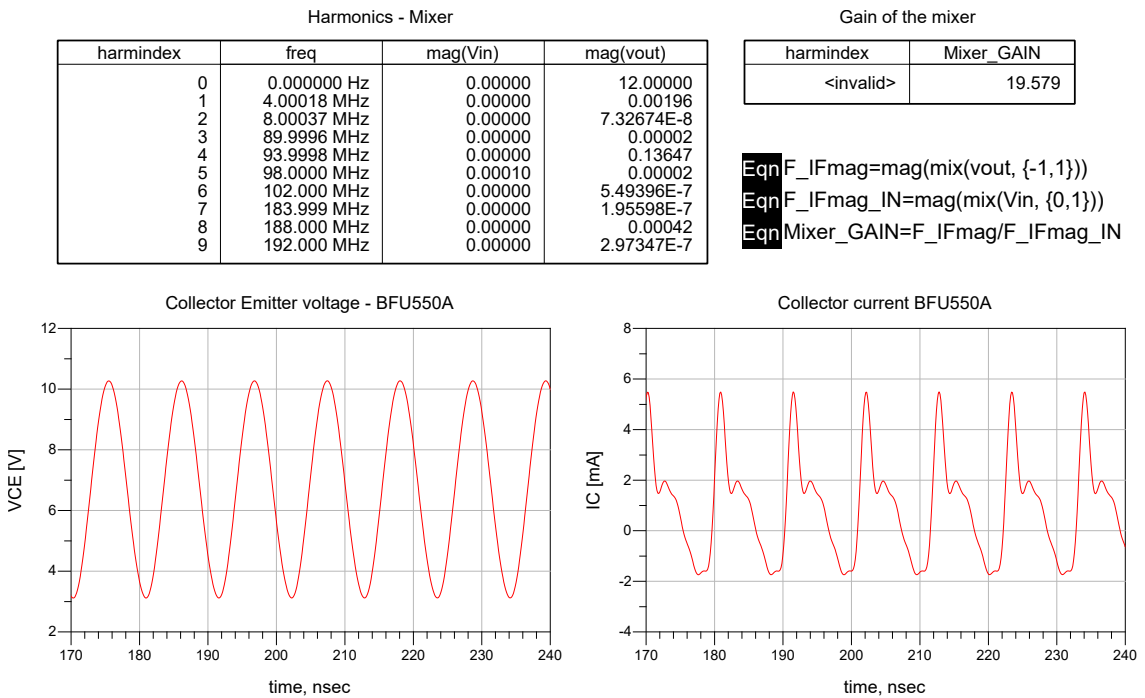 Harmonics - Mixer
harmindex freq mag(Vin) mag(vout)
0 0.000000 Hz 0.00000 12.00000
1 4.00018 MHz 0.00000 0.00196
2 8.00037 MHz 0.00000 7.32674E-8
3 89.9996 MHz 0.00000 0.00002
4 93.9998 MHz 0.00000 0.13647
5 98.0000 MHz 0.00010 0.00002
6 102.000 MHz 0.00000 5.49396E-7
7 183.999 MHz 0.00000 1.95598E-7
8 188.000 MHz 0.00000 0.00042
9 192.000 MHz 0.00000 2.97347E-7
Gain of the mixer
harmindex Mixer_GAIN
<invalid> 19.579
Eqn F_IFmag=mag(mix(vout, {-1,1}))
Eqn F_IFmag_IN=mag(mix(Vin, {0,1}))
Eqn Mixer_GAIN=F_IFmag/F_IFmag_IN
Collector Emitter voltage - BFU550A
VCE [V]
12
10
8
6
4
2
170 180 190 200 210 220 230 240
time, nsec
Collector current BFU550A
IC [mA]
8
6
4
2
0
-2
-4
170 180 190 200 210 220 230 240
time, nsec